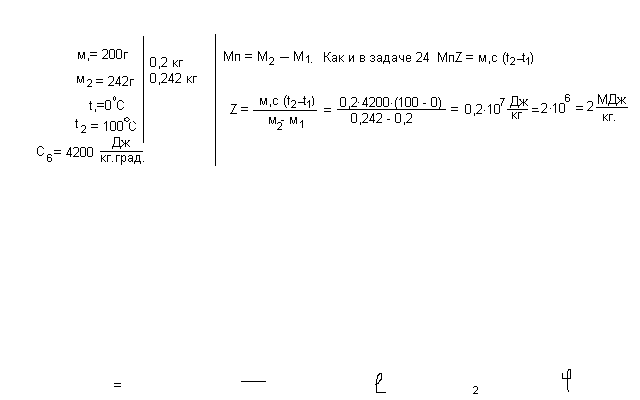 м,= 200г
м2 = 242г
t,=0°C
t2 = 100°C
C6= 4200 Дж/кг.град.
0,2 кг
0,242 кг
Мп = М2 – М1. Как и в задаче 24 МпZ = м,с (t2–t1)
Z = м,с (t2–t1) / м2- м1 = 0,2·4200·(100 - 0) / 0,242 - 0,2 = 0,2·10^7 Дж/кг =2·10^6 = 2 МДж/кг.
= — ℓ 2 φ